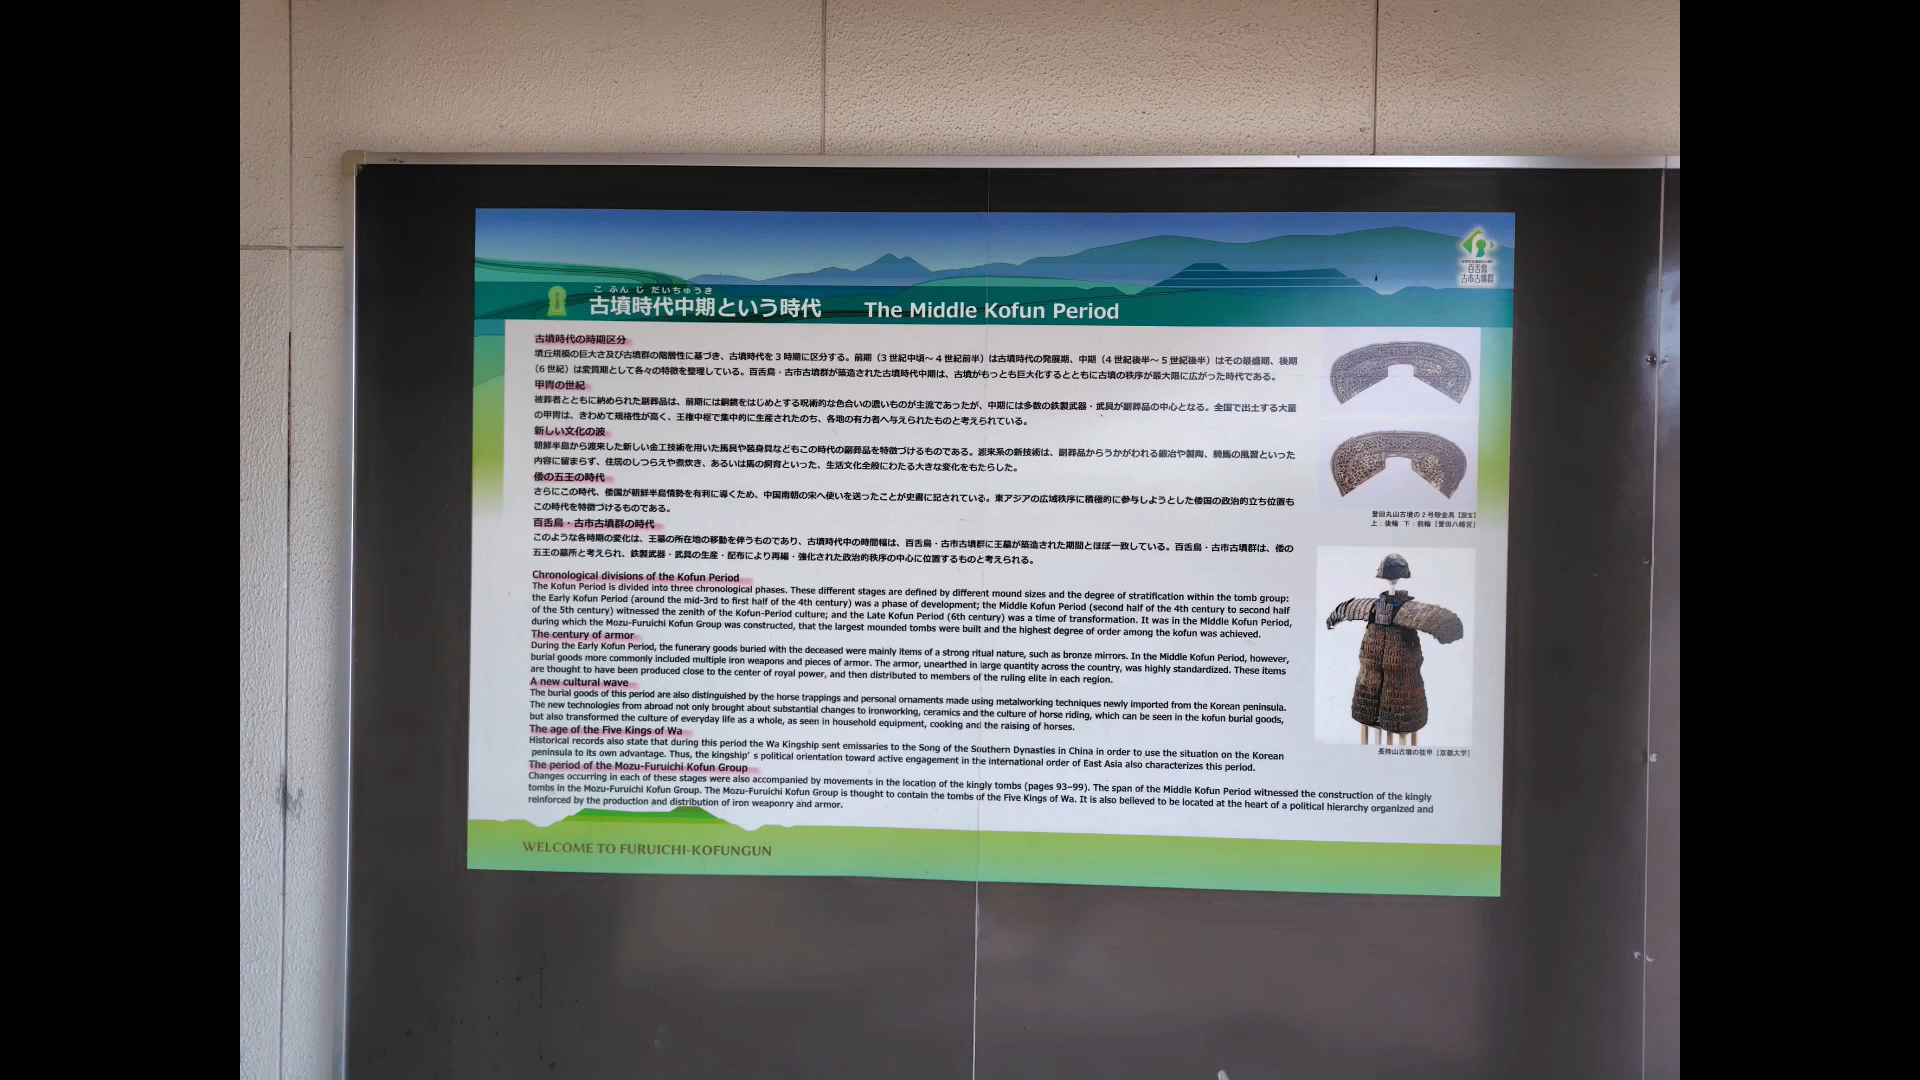 こふんじだいちゅうき
古墳時代中期という時代 The Middle Kofun Period
百舌鳥
古市古墳群
古墳時代の時期区分
墳丘規模の巨大さ及び古墳群の階層性に基づき、古墳時代を3時期に区分する。前期（3世紀中頃〜4世紀前半）は古墳時代の発展期、中期（4世紀後半〜5世紀後半）はその最盛期、後期
（6世紀）は変質期として各々の特徴を整理している。百舌鳥・古市古墳群が築造された古墳時代中期は、古墳がもっとも巨大化するとともに古墳の秩序が最大限に広がった時代である。
甲冑の世紀
被葬者とともに納められた副葬品は、前期には銅鏡をはじめとする呪術的な色合いの濃いものが主流であったが、中期には多数の鉄製武器・武具が副葬品の中心となる。全国で出土する大量
の甲冑は、きわめて規格性が高く、王権中枢で集中的に生産されたのち、各地の有力者へ与えられたものと考えられている。
新しい文化の波
朝鮮半島から渡来した新しい金工技術を用いた馬具や装身具などもこの時代の副葬品を特徴づけるものである。渡来系の新技術は、副葬品からうかがわれる鍛冶や製陶、騎馬の風習といった
内容に留まらず、住居のしつらえや煮炊き、あるいは馬の飼育といった、生活文化全般にわたる大きな変化をもたらした。
倭の五王の時代
さらにこの時代、倭国が朝鮮半島情勢を有利に導くため、中国南朝の宋へ使いを送ったことが史書に記されている。東アジアの広域秩序に積極的に参与しようとした倭国の政治的立ち位置も
この時代を特徴づけるものである。
百舌鳥・古市古墳群の時代
このような各時期の変化は、王墓の所在地の移動を伴うものであり、古墳時代中の時間幅は、百舌鳥・古市古墳群に王墓が築造された期間とほぼ一致している。百舌鳥・古市古墳群は、倭の
五王の墓所と考えられ、鉄製武器・武具の生産・配布により再編・強化された政治的秩序の中心に位置するものと考えられる。
Chronological divisions of the Kofun Period
The Kofun Period is divided into three chronological phases. These different stages are defined by different mound sizes and the degree of stratification within the tomb group:
the Early Kofun Period (around the mid-3rd to first half of the 4th century) was a phase of development; the Middle Kofun Period (second half of the 4th century to second half
of the 5th century) witnessed the zenith of the Kofun-Period culture; and the Late Kofun Period (6th century) was a time of transformation. It was in the Middle Kofun Period,
during which the Mozu-Furuichi Kofun Group was constructed, that the largest mounded tombs were built and the highest degree of order among the kofun was achieved.
The century of armor
During the Early Kofun Period, the funerary goods buried with the deceased were mainly items of a strong ritual nature, such as bronze mirrors. In the Middle Kofun Period, however,
burial goods more commonly included multiple iron weapons and pieces of armor. The armor, unearthed in large quantity across the country, was highly standardized. These items
are thought to have been produced close to the center of royal power, and then distributed to members of the ruling elite in each region.
A new cultural wave
The burial goods of this period are also distinguished by the horse trappings and personal ornaments made using metalworking techniques newly imported from the Korean peninsula.
The new technologies from abroad not only brought about substantial changes to ironworking, ceramics and the culture of horse riding, which can be seen in the kofun burial goods,
but also transformed the culture of everyday life as a whole, as seen in household equipment, cooking and the raising of horses.
The age of the Five Kings of Wa
Historical records also state that during this period the Wa Kingship sent emissaries to the Song of the Southern Dynasties in China in order to use the situation on the Korean
peninsula to its own advantage. Thus, the kingship' s political orientation toward active engagement in the international order of East Asia also characterizes this period.
The period of the Mozu-Furuichi Kofun Group
Changes occurring in each of these stages were also accompanied by movements in the location of the kingly tombs (pages 93–99). The span of the Middle Kofun Period witnessed the construction of the kingly
tombs in the Mozu-Furuichi Kofun Group. The Mozu-Furuichi Kofun Group is thought to contain the tombs of the Five Kings of Wa. It is also believed to be located at the heart of a political hierarchy organized and
reinforced by the production and distribution of iron weaponry and armor.
誉田丸山古墳の2号鞍金具【国宝】
上：後輪 下：前輪［誉田八幡宮］
長持山古墳の挂甲［京都大学］
WELCOME TO FURUICHI-KOFUNGUN